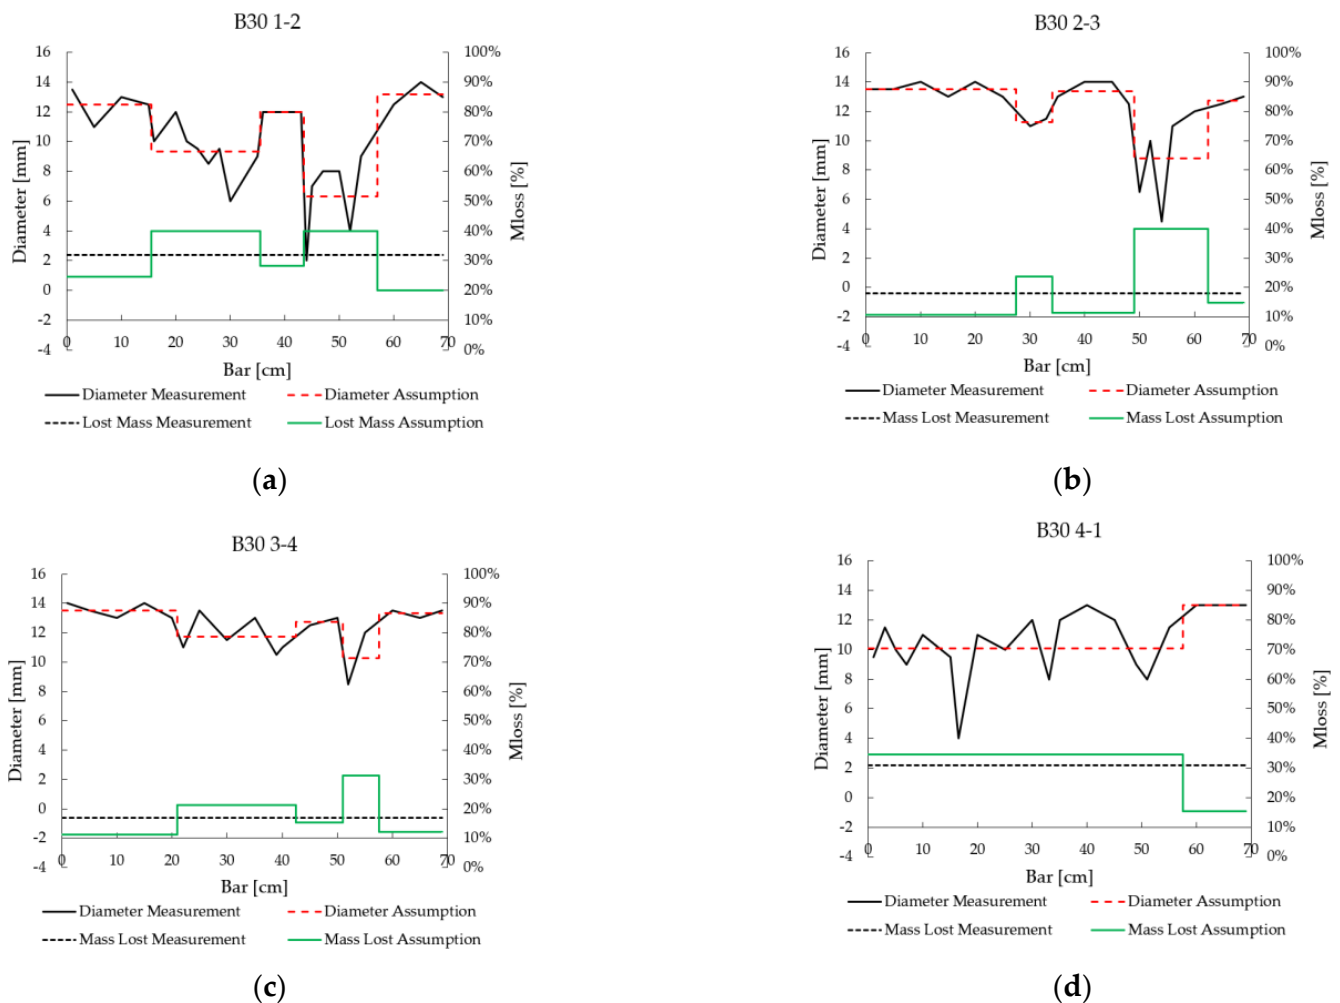 B30 1-2
16 100%
14 90%
12 80%
10 70%
8 60%
6 50%
4 40%
2 30%
0 20%
-2 10%
-4 0%
0 10 20 30 40 50 60 70
Diameter [mm]
Mloss [%]
Bar [cm]
Diameter Measurement Diameter Assumption
Lost Mass Measurement Lost Mass Assumption
(a)
B30 2-3
16 100%
14 90%
12 80%
10 70%
8 60%
6 50%
4 40%
2 30%
0 20%
-2 10%
-4 0%
0 10 20 30 40 50 60 70
Diameter [mm]
Mloss [%]
Bar [cm]
Diameter Measurement Diameter Assumption
Mass Lost Measurement Mass Lost Assumption
(b)
B30 3-4
16 100%
14 90%
12 80%
10 70%
8 60%
6 50%
4 40%
2 30%
0 20%
-2 10%
-4 0%
0 10 20 30 40 50 60 70
Diameter [mm]
Mloss [%]
Bar [cm]
Diameter Measurement Diameter Assumption
Mass Lost Measurement Mass Lost Assumption
(c)
B30 4-1
16 100%
14 90%
12 80%
10 70%
8 60%
6 50%
4 40%
2 30%
0 20%
-2 10%
-4 0%
0 10 20 30 40 50 60 70
Diameter [mm]
Mloss [%]
Bar [cm]
Diameter Measurement Diameter Assumption
Mass Lost Measurement Mass Lost Assumption
(d)